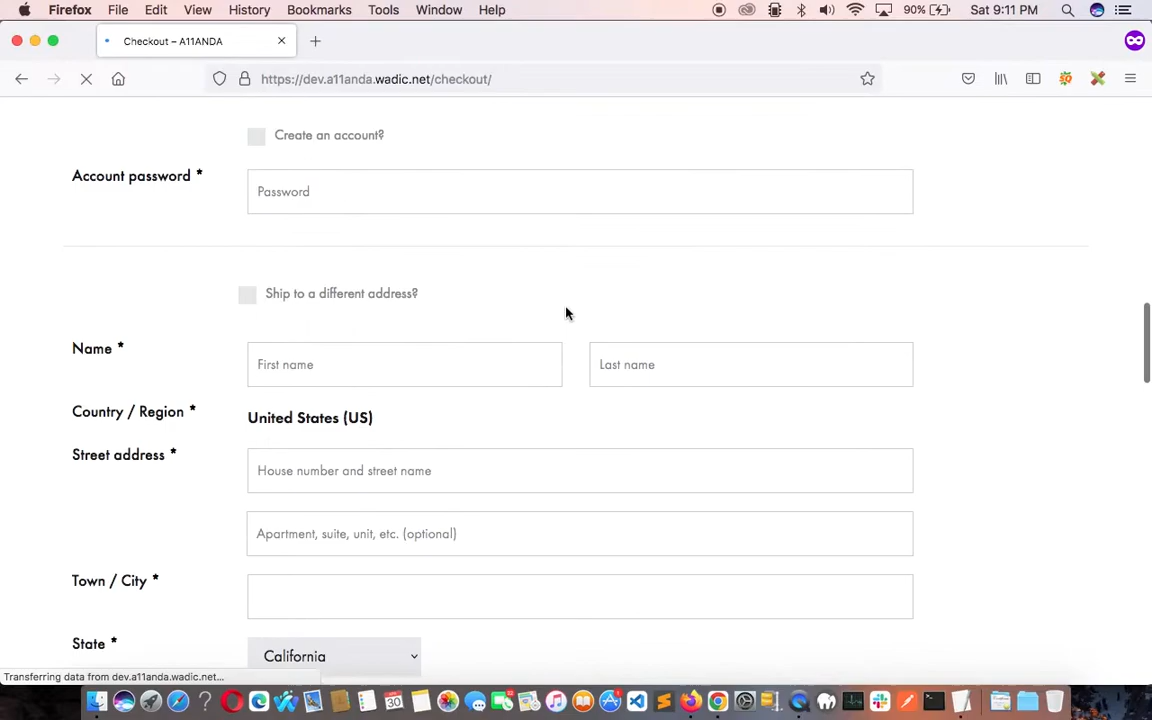 Firefox File Edit View History Bookmarks Tools Window Help 90% Sat 9:11 PM
Checkout – A11ANDA
https://dev.a11anda.wadic.net/checkout/
Create an account?
Account password *
Password
Ship to a different address?
Name *
First name Last name
Country / Region *
United States (US)
Street address *
House number and street name
Apartment, suite, unit, etc. (optional)
Town / City *
State *
California
Transferring data from dev.a11anda.wadic.net...
30